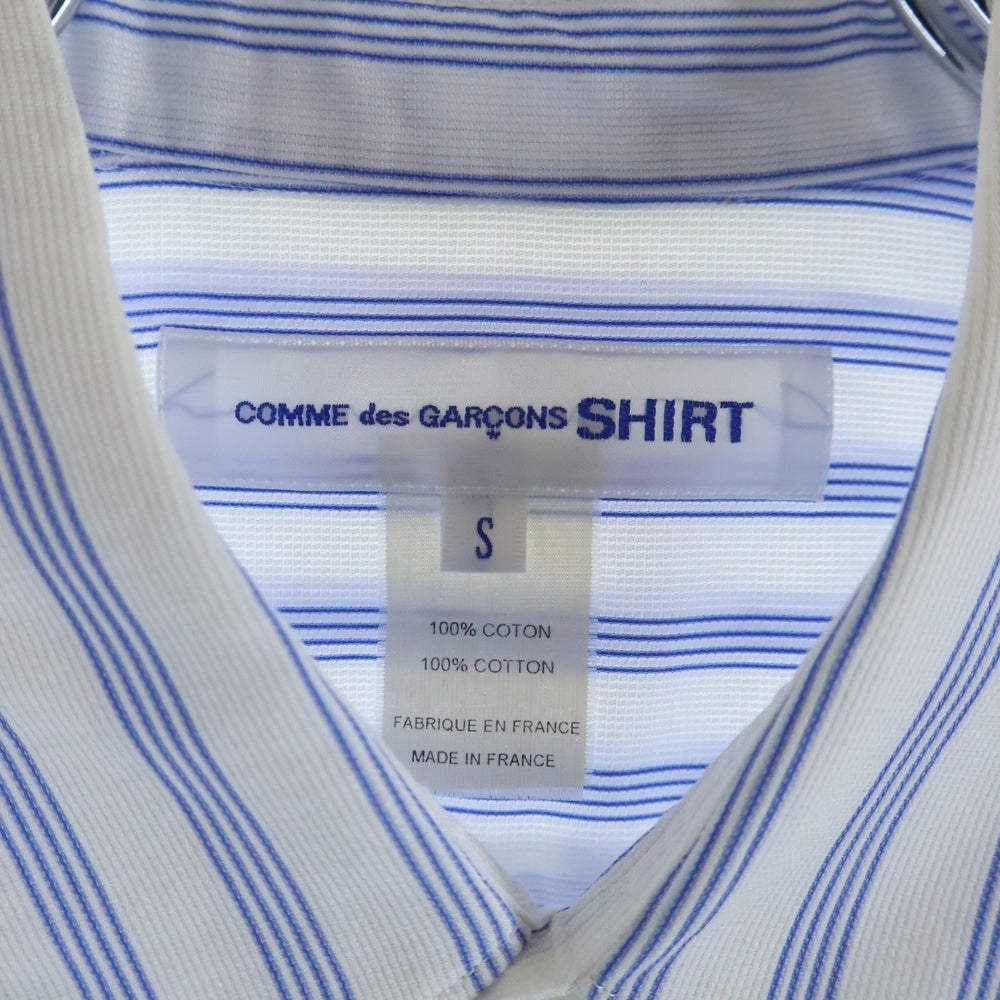 COMME des GARÇONS SHIRT
S
100% COTON
100% COTTON
FABRIQUE EN FRANCE
MADE IN FRANCE